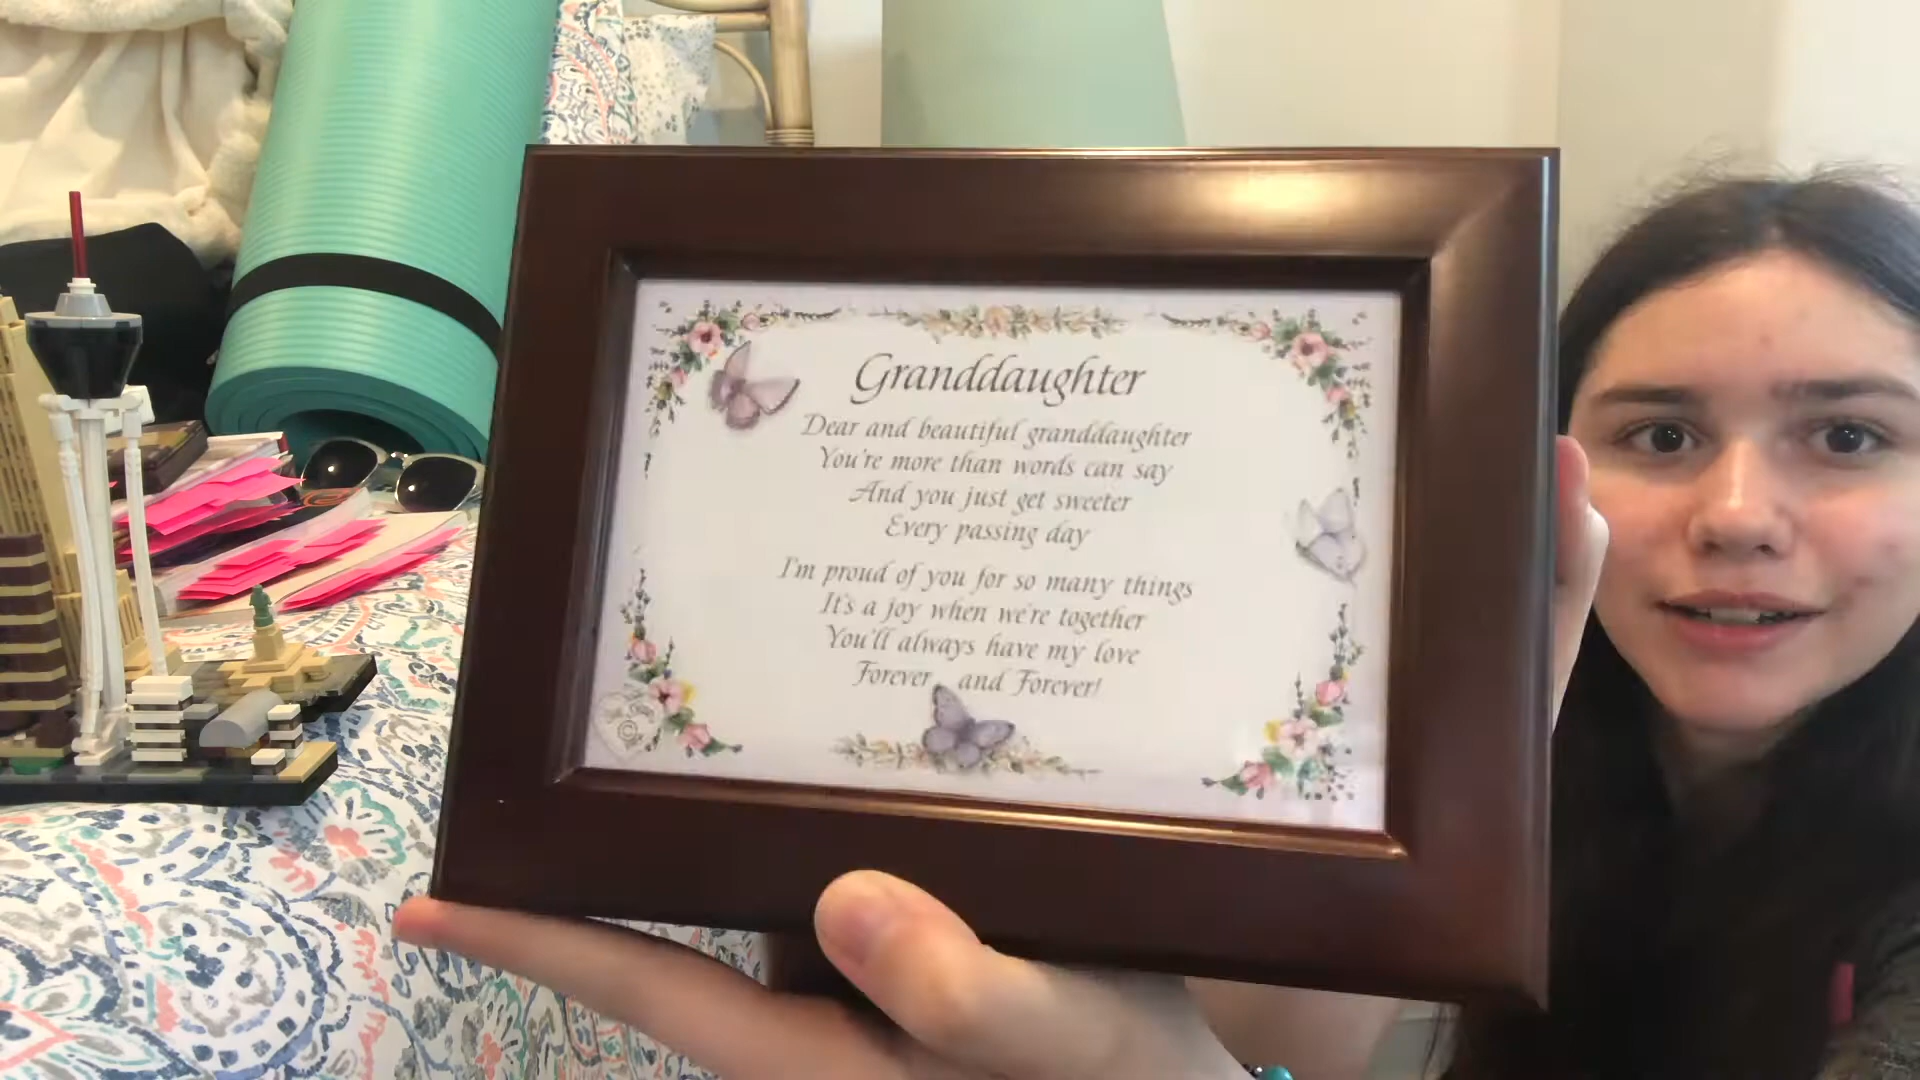 Granddaughter
Dear and beautiful granddaughter
You're more than words can say
And you just get sweeter
Every passing day
I'm proud of you for so many things
It's a joy when we're together
You'll always have my love
Forever and Forever!
©